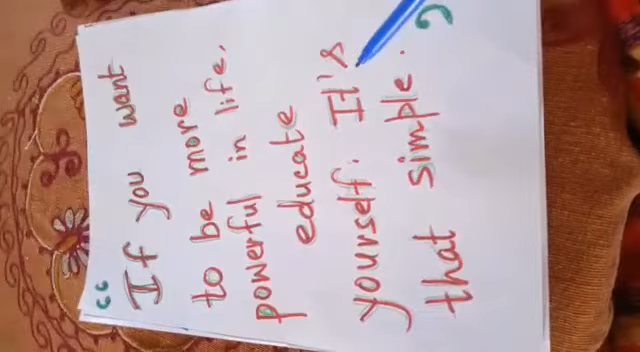 “
If you want
to be more
powerful in life,
educate
yourself. It's
that simple.
”